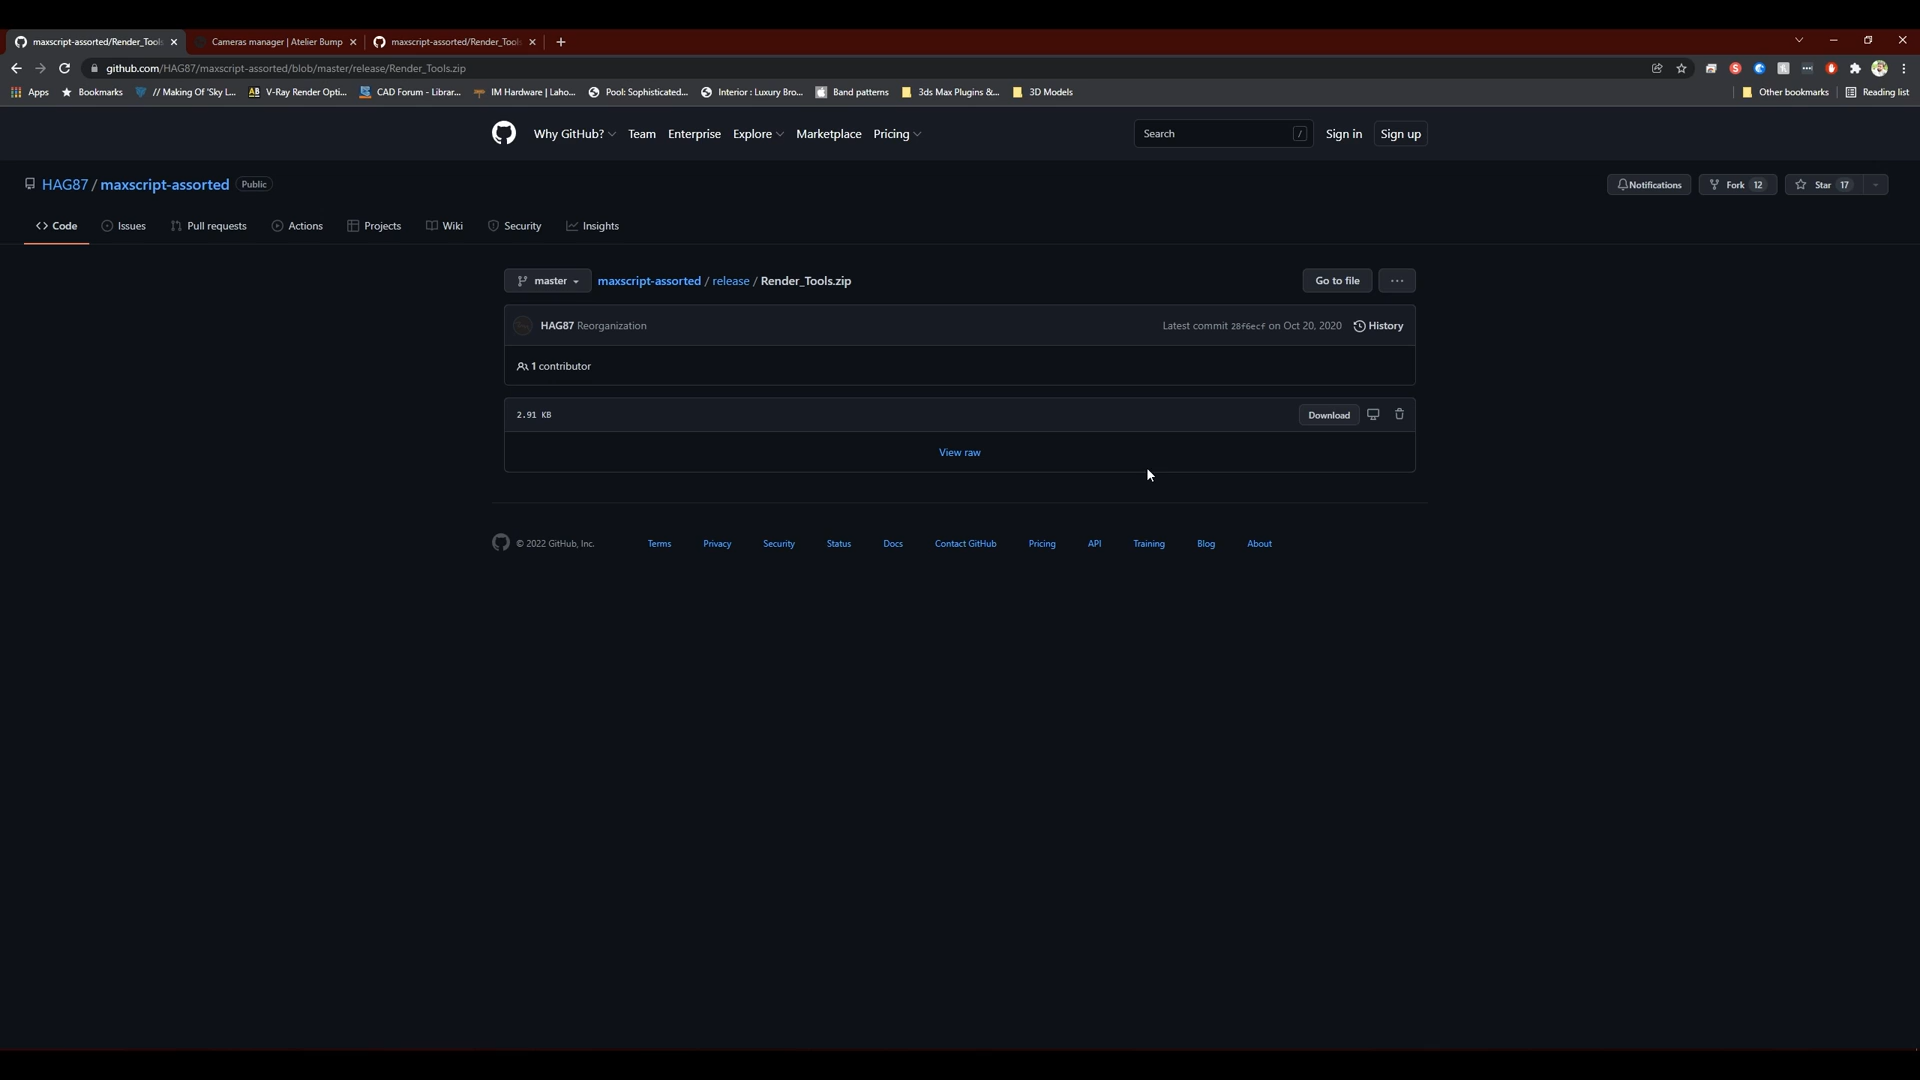 maxscript-assorted/Render_Tools
Cameras manager | Atelier Bump
maxscript-assorted/Render_Tools
github.com/HAG87/maxscript-assorted/blob/master/release/Render_Tools.zip
Apps
Bookmarks
// Making Of 'Sky L...
V-Ray Render Opti...
CAD Forum - Librar...
IM Hardware | Laho...
Pool: Sophisticated...
Interior : Luxury Bro...
Band patterns
3ds Max Plugins &...
3D Models
Other bookmarks
Reading list
Why GitHub?
Team
Enterprise
Explore
Marketplace
Pricing
Search /
Sign in
Sign up
HAG87 / maxscript-assorted Public
Notifications
Fork 12
Star 17
<> Code
Issues
Pull requests
Actions
Projects
Wiki
Security
Insights
master
maxscript-assorted / release / Render_Tools.zip
Go to file
...
HAG87 Reorganization
Latest commit 28f6ecf on Oct 20, 2020
History
1 contributor
2.91 KB
Download
View raw
© 2022 GitHub, Inc.
Terms
Privacy
Security
Status
Docs
Contact GitHub
Pricing
API
Training
Blog
About